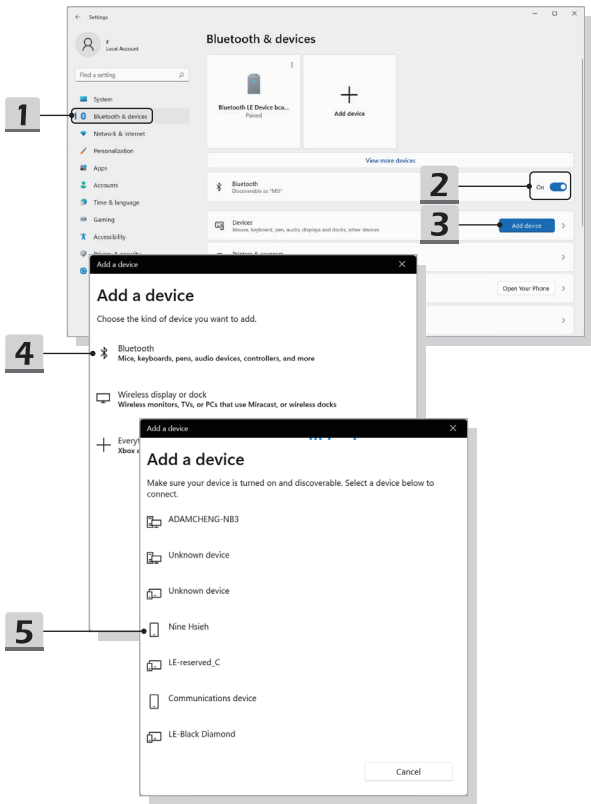 Settings
z
Local Account
Find a setting
System
Bluetooth & devices
Network & internet
Personalization
Apps
Accounts
Time & language
Gaming
Accessibility
Privacy & security
Bluetooth & devices
Bluetooth LE Device bca...
Paired
Add device
View more devices
Bluetooth
Discoverable as "MSI"
On
Devices
Mouse, keyboard, pen, audio, displays and docks, other devices
Add device
Printers & scanners
Open Your Phone
1
2
3
Add a device
Add a device
Choose the kind of device you want to add.
4
Bluetooth
Mice, keyboards, pens, audio devices, controllers, and more
Wireless display or dock
Wireless monitors, TVs, or PCs that use Miracast, or wireless docks
Everyt
Xbox c
Add a device
Add a device
Make sure your device is turned on and discoverable. Select a device below to
connect.
ADAMCHENG-NB3
Unknown device
Unknown device
5
Nine Hsieh
LE-reserved_C
Communications device
LE-Black Diamond
Cancel